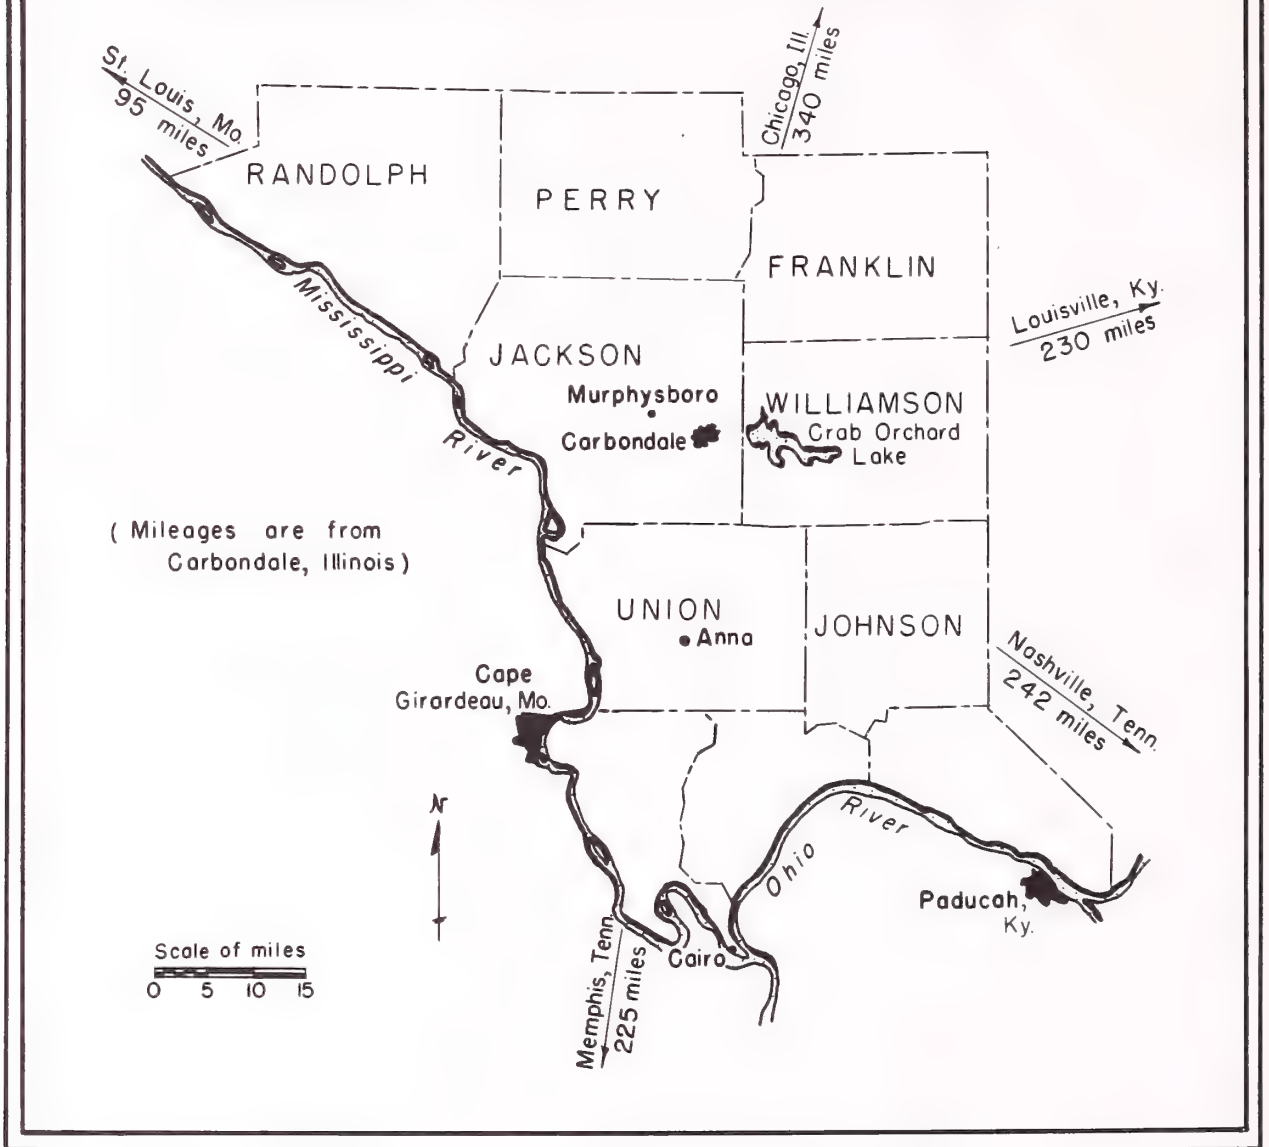 St. Louis, Mo.
95 miles
Chicago, Ill.
340 miles
RANDOLPH
PERRY
FRANKLIN
Louisville, Ky.
230 miles
Mississippi
River
JACKSON
Murphysboro
Carbondale
WILLIAMSON
Crab Orchard
Lake
( Mileages are from
Carbondale, Illinois )
UNION
Anna
JOHNSON
Nashville, Tenn.
242 miles
Cape
Girardeau, Mo.
N
Ohio
River
Paducah,
Ky.
Cairo
Memphis, Tenn.
225 miles
Scale of miles
0 5 10 15